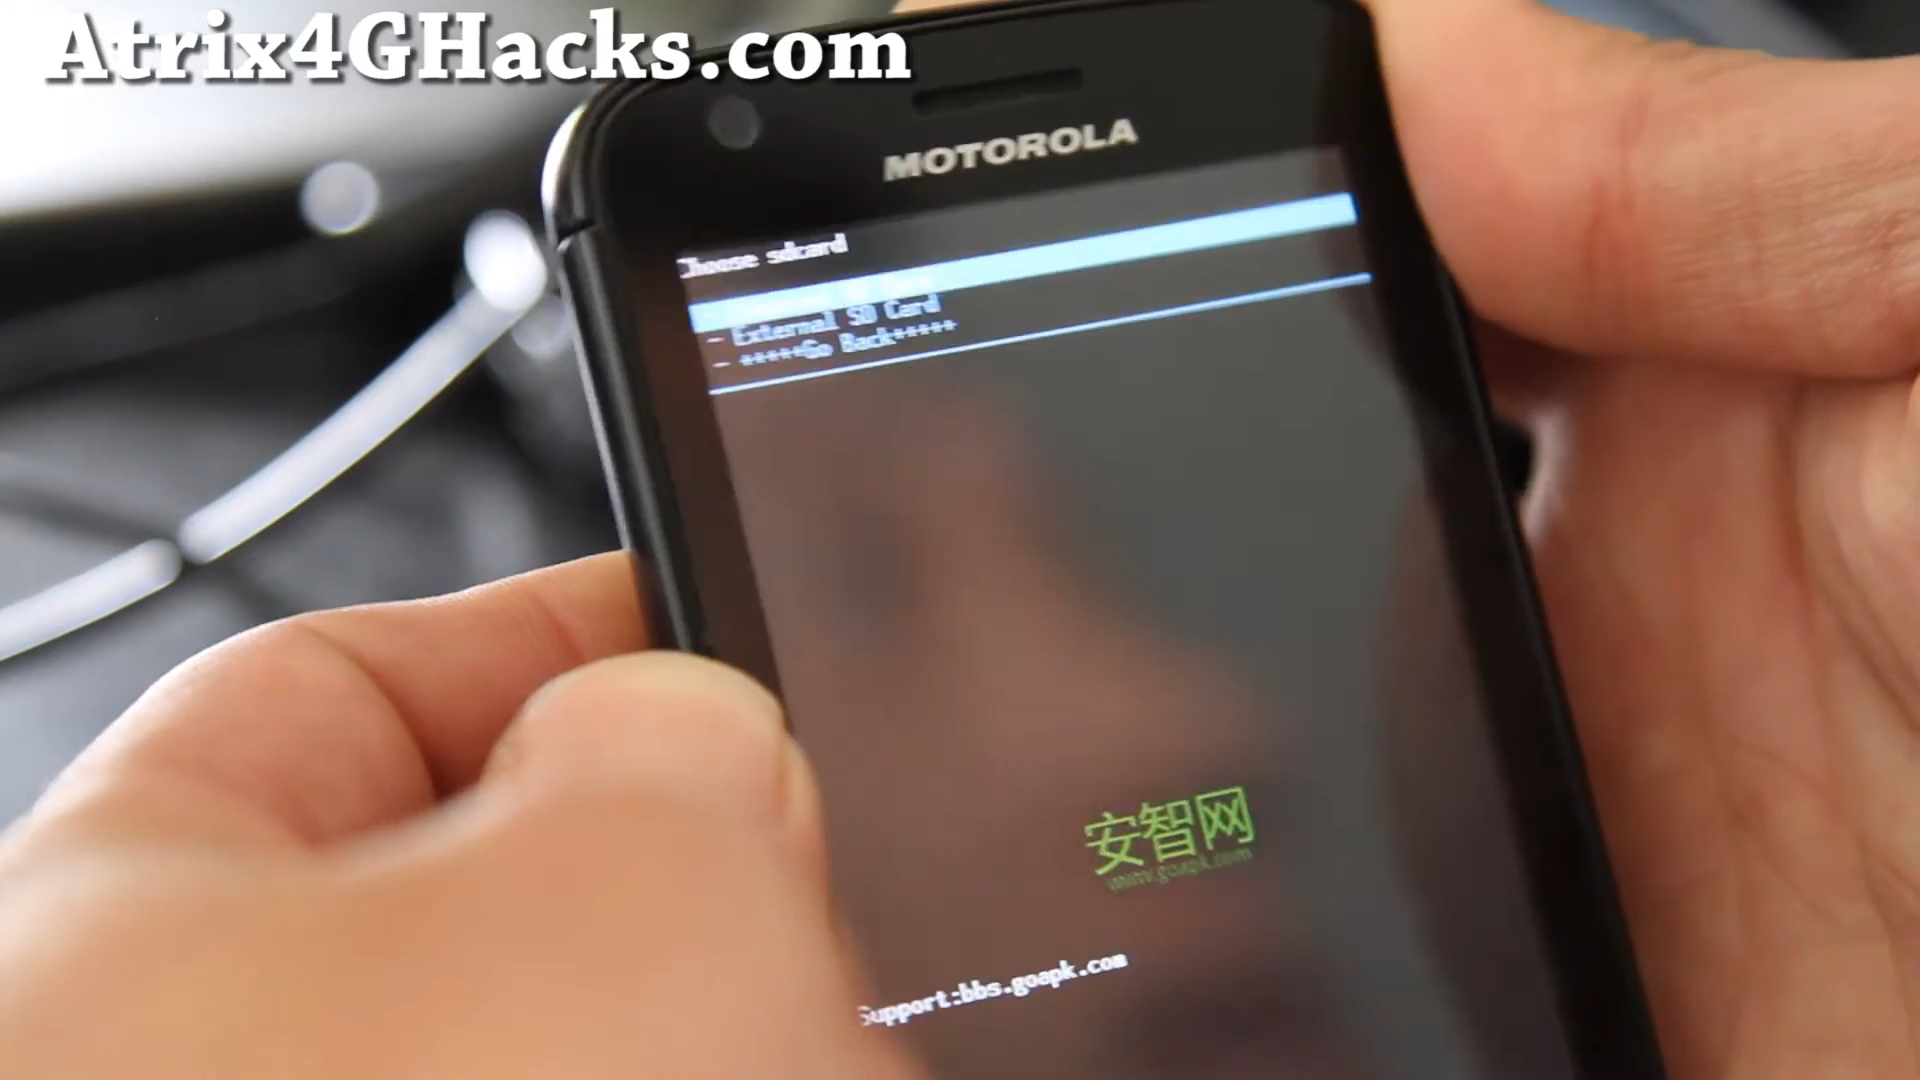 Atrix4GHacks.com
MOTOROLA
Choose sdcard
- External SD Card
- *****Go Back*****
安智网
www.goapk.com
Support:bbs.goapk.com